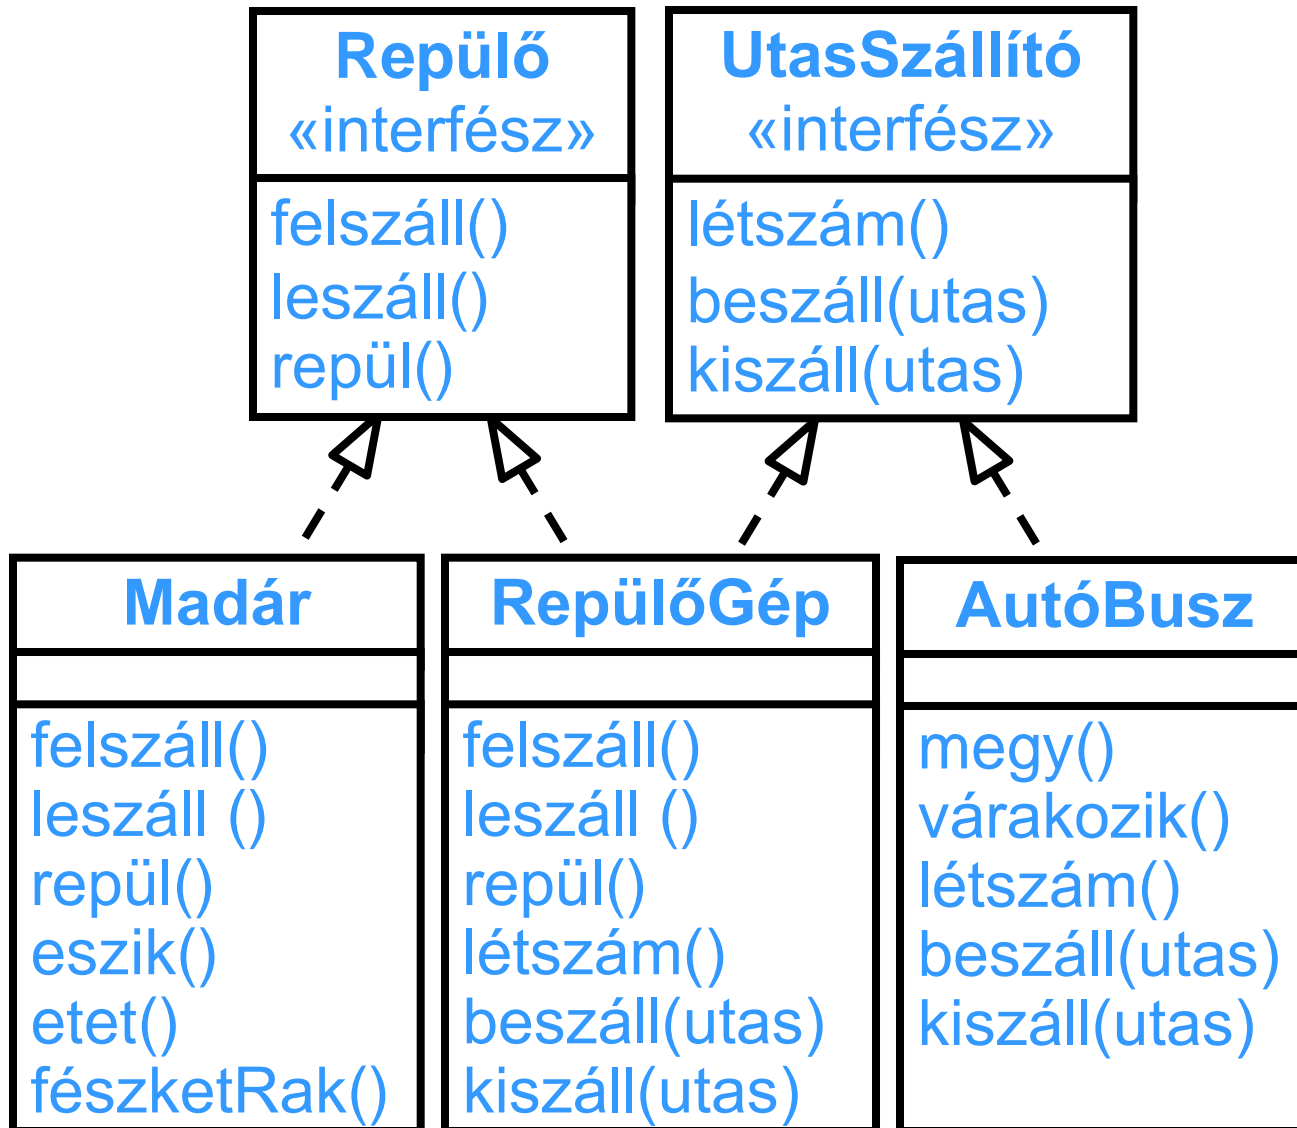 Repülő
«interfész»
felszáll()
leszáll()
repül()
UtasSzállító
«interfész»
létszám()
beszáll(utas)
kiszáll(utas)
Madár
felszáll()
leszáll ()
repül()
eszik()
etet()
fészketRak()
RepülőGép
felszáll()
leszáll ()
repül()
létszám()
beszáll(utas)
kiszáll(utas)
AutóBusz
megy()
várakozik()
létszám()
beszáll(utas)
kiszáll(utas)